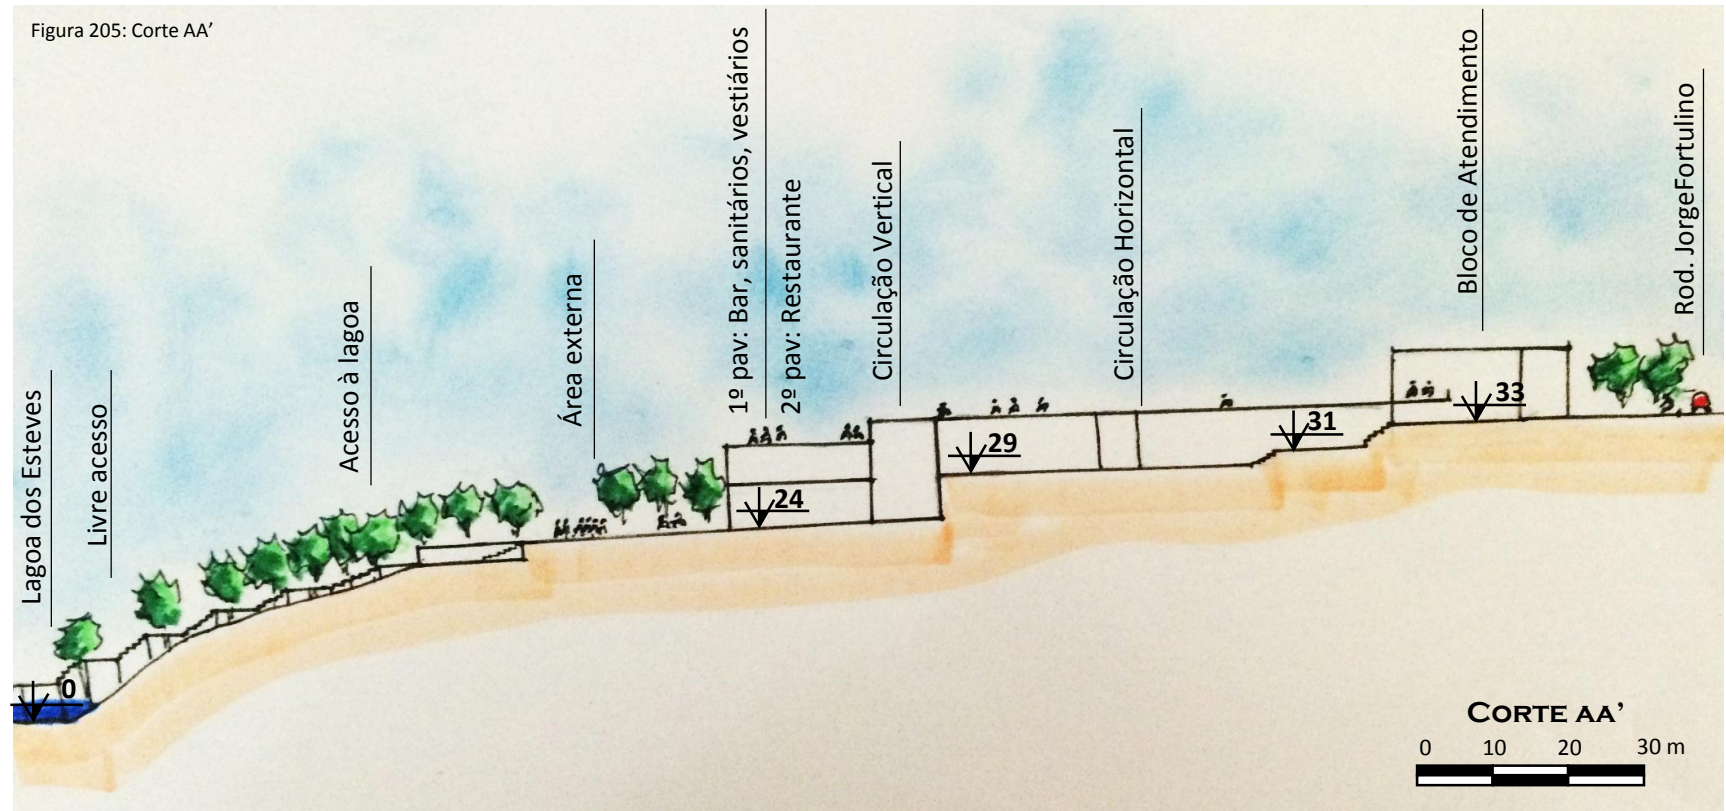 Figura 205: Corte AA’
Lagoa dos Esteves
Livre acesso
Acesso à lagoa
Área externa
1º pav: Bar, sanitários, vestiários
2º pav: Restaurante
Circulação Vertical
Circulação Horizontal
Bloco de Atendimento
Rod. JorgeFortulino
0
24
29
31
33
CORTE AA’
0 10 20 30 m